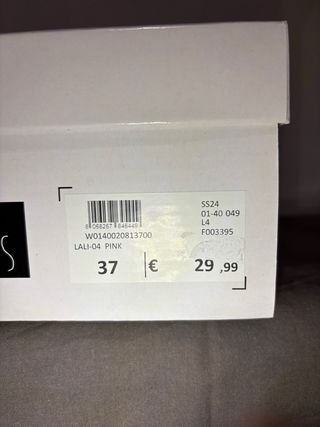 SS24
01-40 049
L4
F003395
W0140020813700
LALI-04 PINK
37 € 29 ,99
S